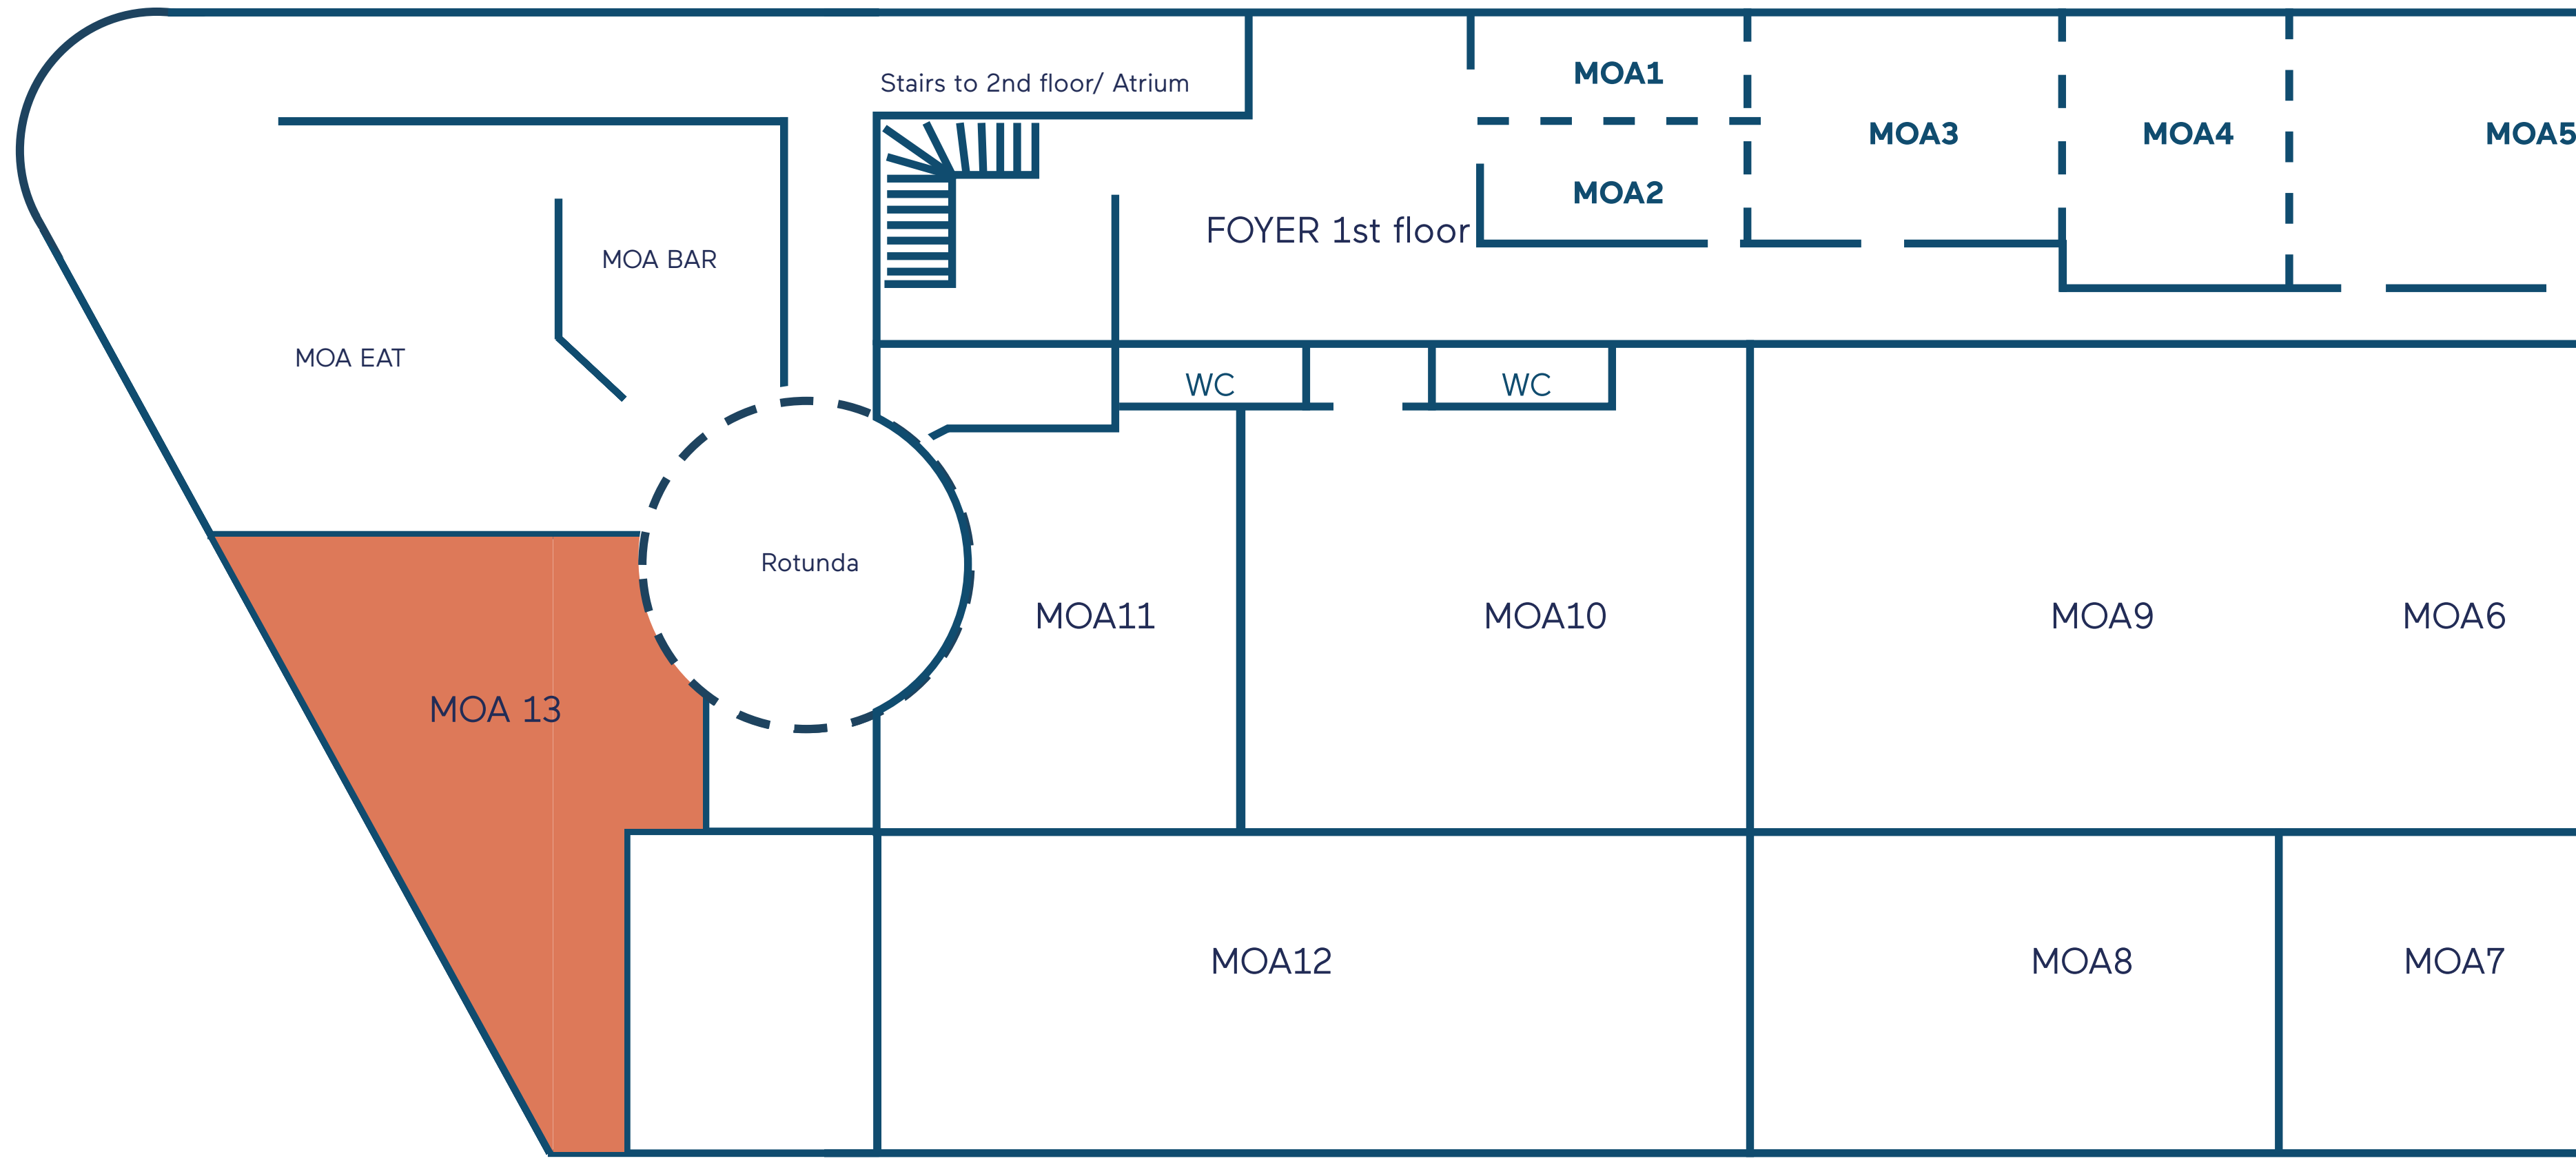 Stairs to 2nd floor/ Atrium
MOA1
MOA3
MOA4
MOA5
MOA2
FOYER 1st floor
MOA BAR
MOA EAT
WC
WC
Rotunda
MOA11
MOA10
MOA9
MOA6
MOA 13
MOA12
MOA8
MOA7